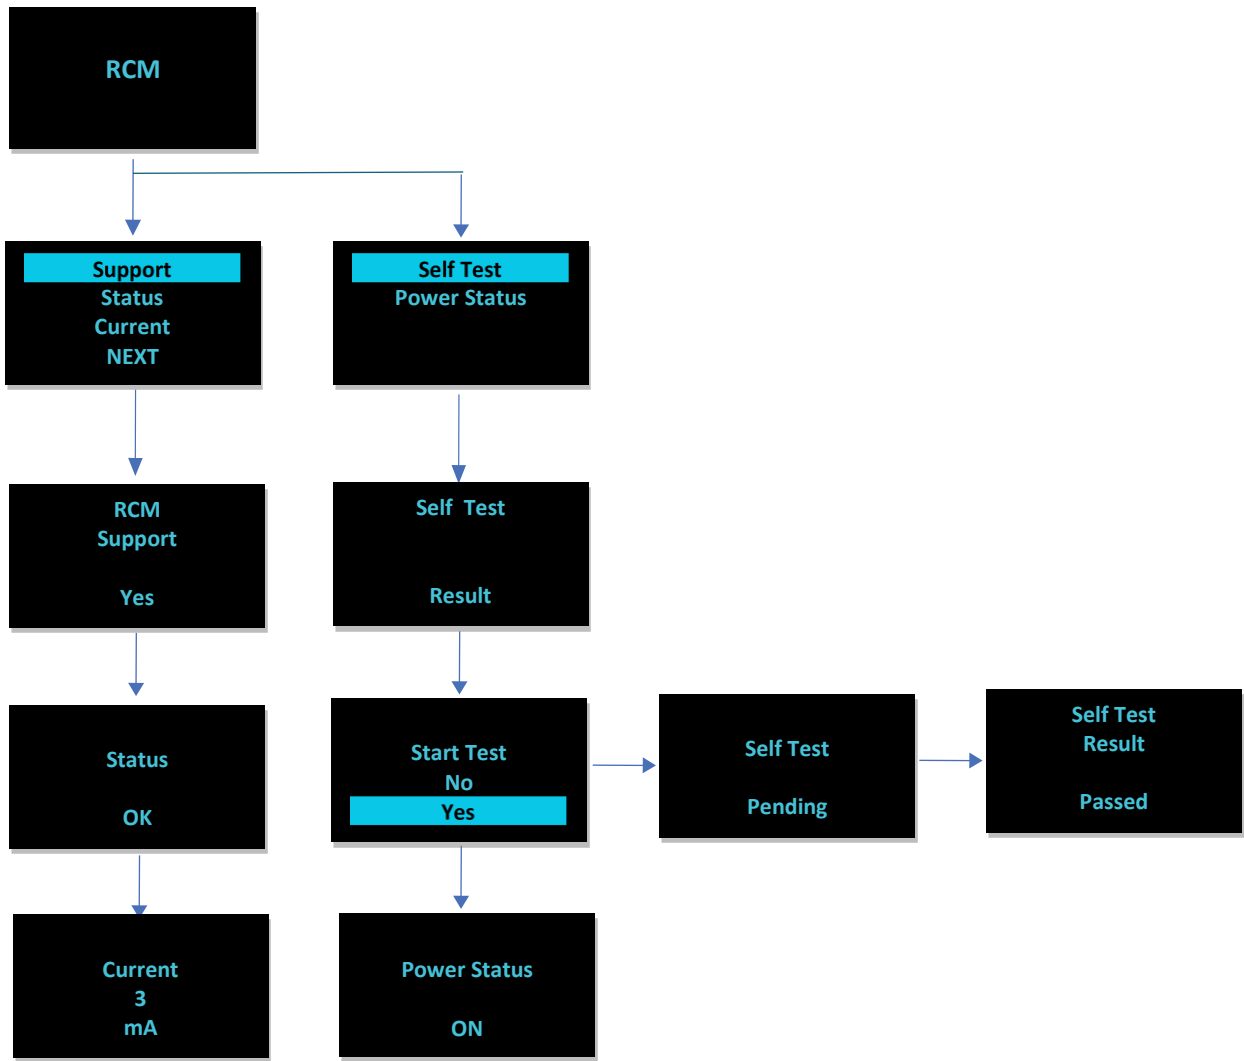 RCM
Support
Status
Current
NEXT
Self Test
Power Status
RCM
Support
Yes
Self Test
Result
Status
OK
Start Test
No
Yes
Self Test
Pending
Self Test
Result
Passed
Current
3
mA
Power Status
ON